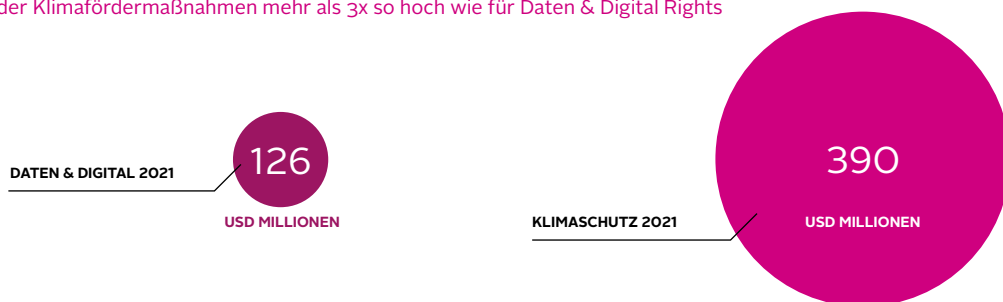 der Klimafördermaßnahmen mehr als 3x so hoch wie für Daten & Digital Rights
126
390
DATEN & DIGITAL 2021
USD MILLIONEN
KLIMASCHUTZ 2021
USD MILLIONEN